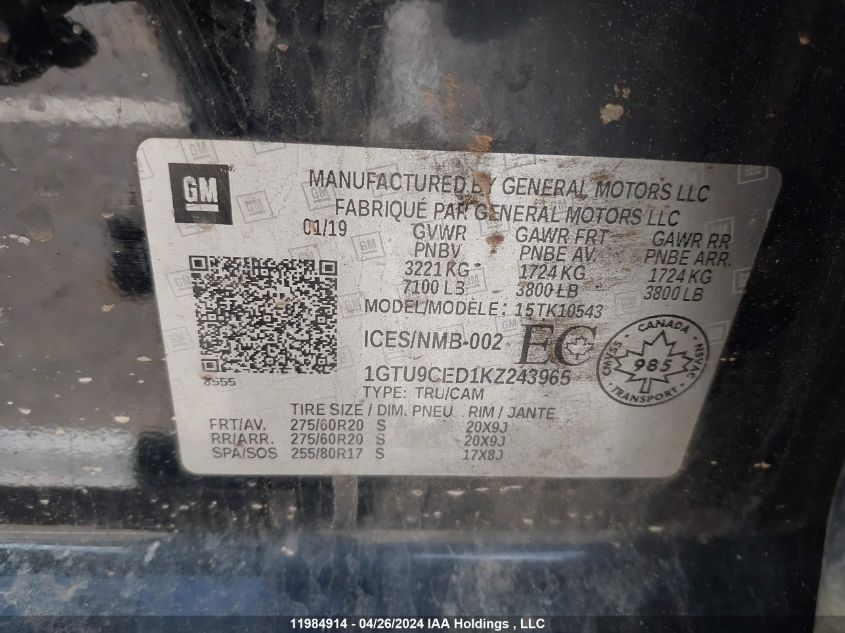 GM
MANUFACTURED BY GENERAL MOTORS LLC
FABRIQUÉ PAR GENERAL MOTORS LLC
01/19 GVWR GAWR FRT GAWR RR
PNBV PNBE AV. PNBE ARR.
3221 KG 1724 KG 1724 KG
7100 LB 3800 LB 3800 LB
MODEL/MODÈLE: 15TK10543
ICES/NMB-002 EC
CANADA
985
TRANSPORT
8555
1GTU9CED1KZ243965
TYPE: TRU/CAM
TIRE SIZE / DIM. PNEU RIM / JANTE
FRT/AV. 275/60R20 S 20X9J
RR/ARR. 275/60R20 S 20X9J
SPA/SOS 255/80R17 S 17X8J
11984914 - 04/26/2024 IAA Holdings , LLC